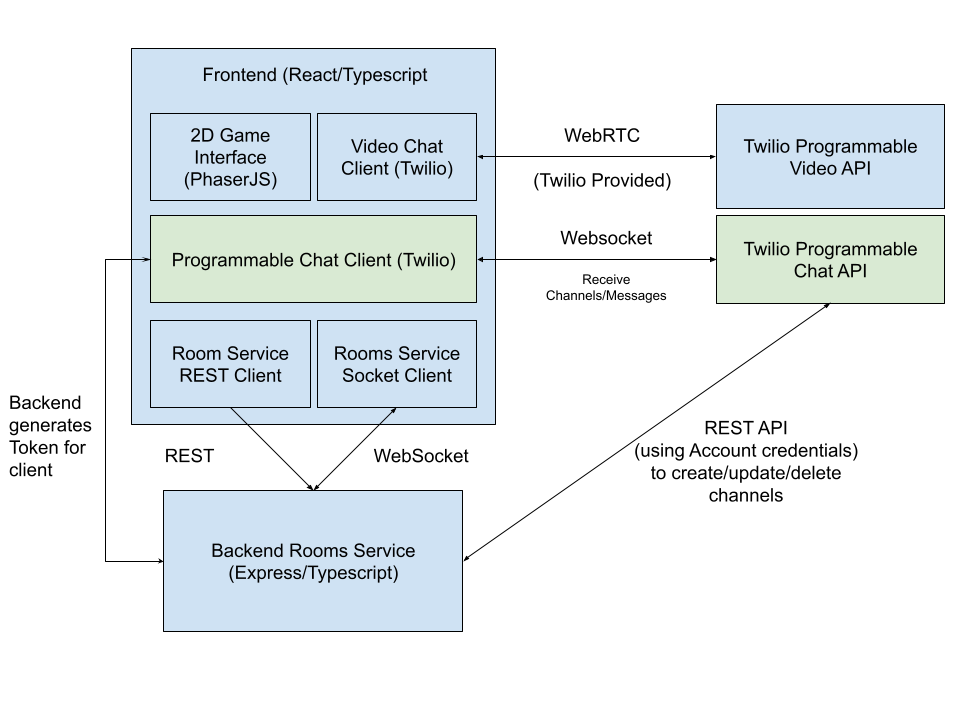 Frontend (React/Typescript
2D Game
Interface
(PhaserJS)
Video Chat
Client (Twilio)
WebRTC
(Twilio Provided)
Twilio Programmable
Video API
Programmable Chat Client (Twilio)
Websocket
Receive
Channels/Messages
Twilio Programmable
Chat API
Room Service
REST Client
Rooms Service
Socket Client
Backend
generates
Token for
client
REST
WebSocket
REST API
(using Account credentials)
to create/update/delete
channels
Backend Rooms Service
(Express/Typescript)